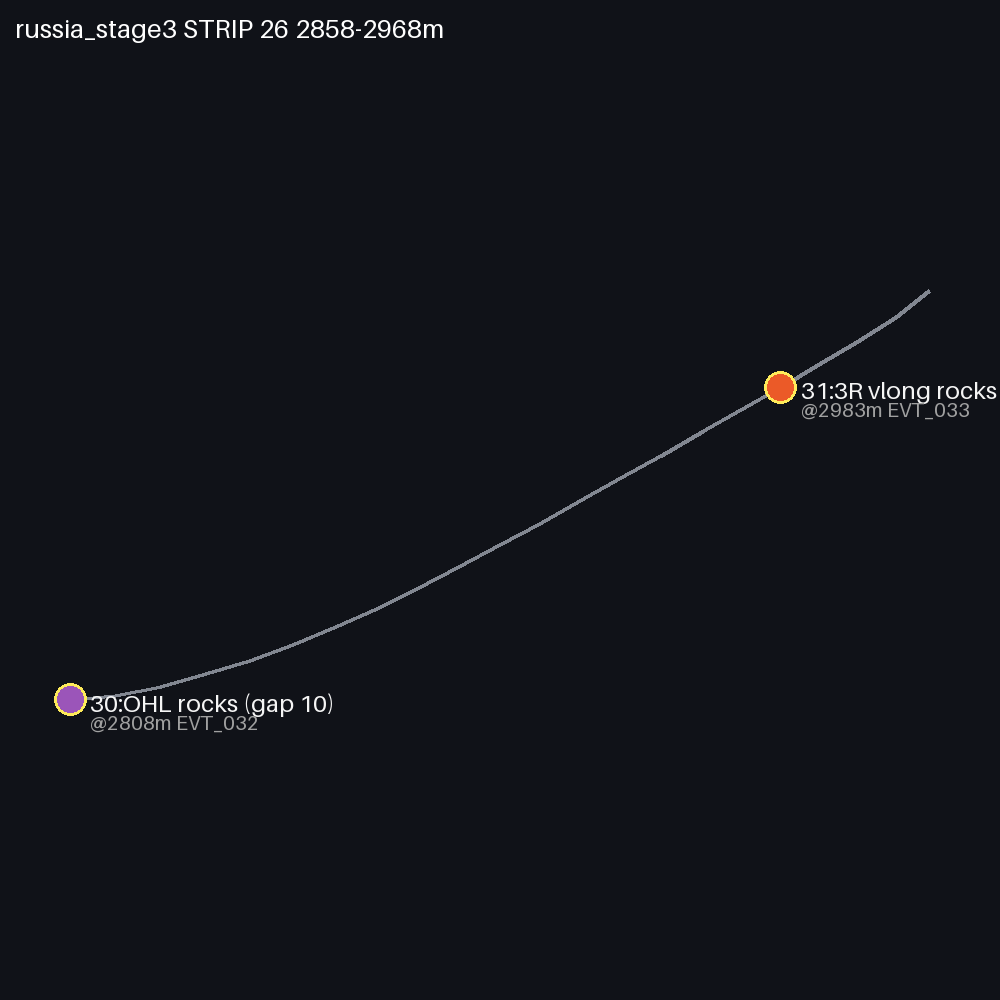 russia_stage3 STRIP 26 2858-2968m
31:3R vlong rocks
@2983m EVT_033
30:OHL rocks (gap 10)
@2808m EVT_032